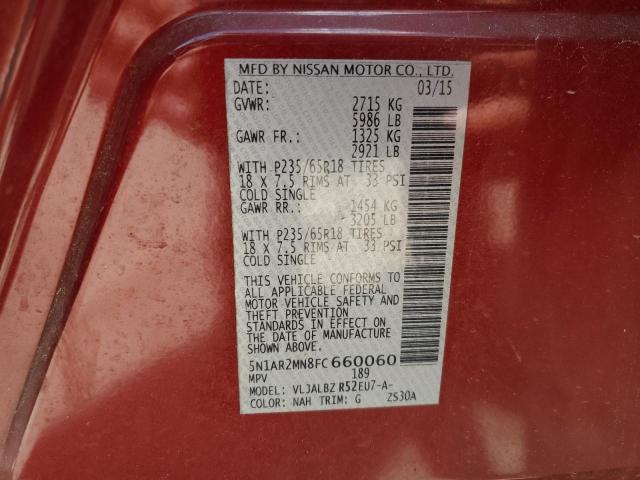 MFD BY NISSAN MOTOR CO., LTD.
DATE: 03/15
GVWR: 2715 KG
5986 LB
GAWR FR.: 1325 KG
2921 LB
WITH P235/65R18 TIRES
18 X 7.5 RIMS AT 33 PSI
COLD SINGLE
GAWR RR.: 1454 KG
3205 LB
WITH P235/65R18 TIRES
18 X 7.5 RIMS AT 33 PSI
COLD SINGLE
THIS VEHICLE CONFORMS TO
ALL APPLICABLE FEDERAL
MOTOR VEHICLE SAFETY AND
THEFT PREVENTION
STANDARDS IN EFFECT ON
THE DATE OF MANUFACTURE
SHOWN ABOVE.
5N1AR2MN8FC660060
MPV 189
MODEL: VLJALBZ R52EU7-A-
COLOR: NAH TRIM: G ZS30A